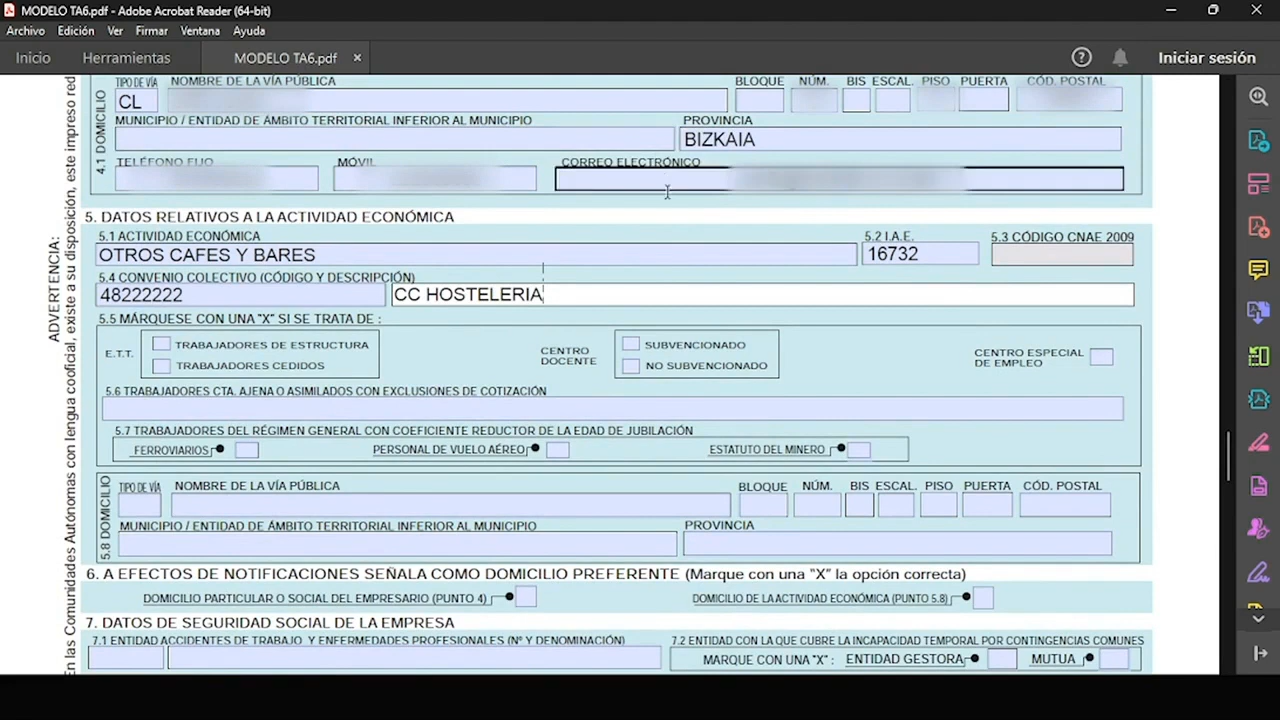 MODELO TA6.pdf - Adobe Acrobat Reader (64-bit)
Archivo Edición Ver Firmar Ventana Ayuda
Inicio Herramientas MODELO TA6.pdf × Iniciar sesión
ADVERTENCIA:
En las Comunidades Autónomas con lengua cooficial, existe a su disposición, este impreso red
4.1 DOMICILIO
TIPO DE VÍA NOMBRE DE LA VÍA PÚBLICA BLOQUE NÚM. BIS ESCAL. PISO PUERTA CÓD. POSTAL
CL
MUNICIPIO / ENTIDAD DE ÁMBITO TERRITORIAL INFERIOR AL MUNICIPIO PROVINCIA
BIZKAIA
TELÉFONO FIJO MÓVIL CORREO ELECTRÓNICO
5. DATOS RELATIVOS A LA ACTIVIDAD ECONÓMICA
5.1 ACTIVIDAD ECONÓMICA 5.2 I.A.E. 5.3 CÓDIGO CNAE 2009
OTROS CAFES Y BARES 16732
5.4 CONVENIO COLECTIVO (CÓDIGO Y DESCRIPCIÓN)
48222222 CC HOSTELERIA
5.5 MÁRQUESE CON UNA "X" SI SE TRATA DE :
E.T.T. TRABAJADORES DE ESTRUCTURA CENTRO DOCENTE SUBVENCIONADO CENTRO ESPECIAL DE EMPLEO
TRABAJADORES CEDIDOS NO SUBVENCIONADO
5.6 TRABAJADORES CTA. AJENA O ASIMILADOS CON EXCLUSIONES DE COTIZACIÓN
5.7 TRABAJADORES DEL RÉGIMEN GENERAL CON COEFICIENTE REDUCTOR DE LA EDAD DE JUBILACIÓN
FERROVIARIOS PERSONAL DE VUELO AÉREO ESTATUTO DEL MINERO
5.8 DOMICILIO
TIPO DE VÍA NOMBRE DE LA VÍA PÚBLICA BLOQUE NÚM. BIS ESCAL. PISO PUERTA CÓD. POSTAL
MUNICIPIO / ENTIDAD DE ÁMBITO TERRITORIAL INFERIOR AL MUNICIPIO PROVINCIA
6. A EFECTOS DE NOTIFICACIONES SEÑALA COMO DOMICILIO PREFERENTE (Marque con una "X" la opción correcta)
DOMICILIO PARTICULAR O SOCIAL DEL EMPRESARIO (PUNTO 4) DOMICILIO DE LA ACTIVIDAD ECONÓMICA (PUNTO 5.8)
7. DATOS DE SEGURIDAD SOCIAL DE LA EMPRESA
7.1 ENTIDAD ACCIDENTES DE TRABAJO Y ENFERMEDADES PROFESIONALES (Nº Y DENOMINACIÓN) 7.2 ENTIDAD CON LA QUE CUBRE LA INCAPACIDAD TEMPORAL POR CONTINGENCIAS COMUNES
MARQUE CON UNA "X" : ENTIDAD GESTORA MUTUA